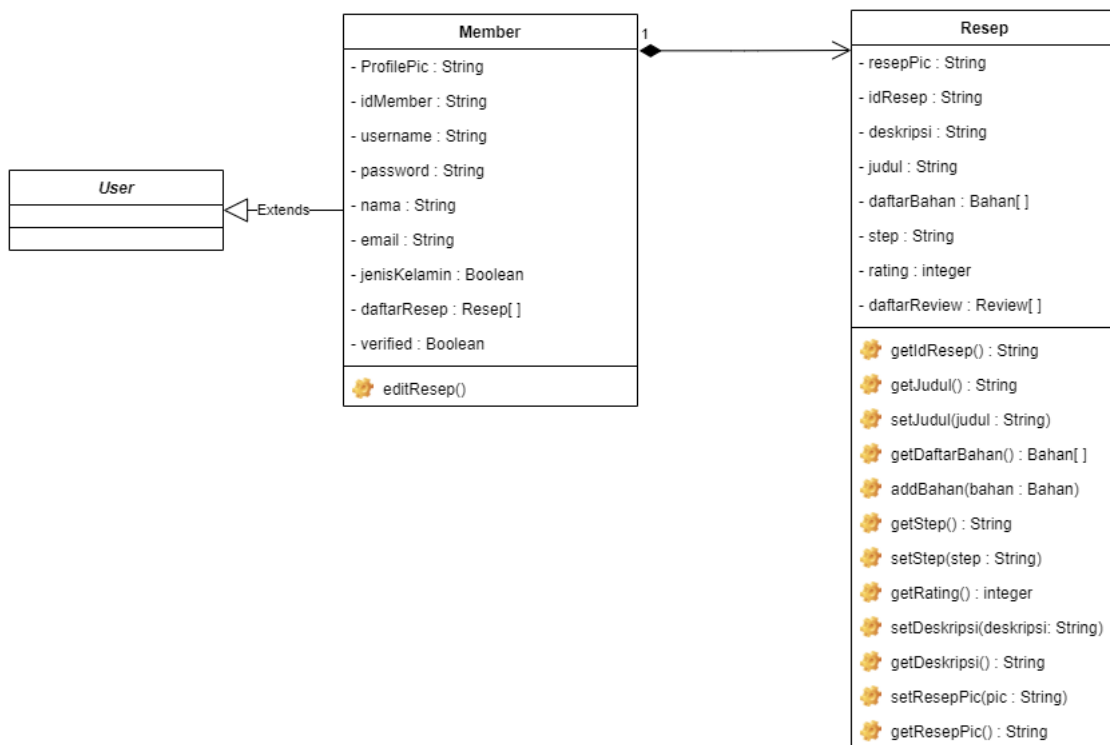 User
Extends
Member
- ProfilePic : String
- idMember : String
- username : String
- password : String
- nama : String
- email : String
- jenisKelamin : Boolean
- daftarResep : Resep[ ]
- verified : Boolean
editResep()
1
Resep
- resepPic : String
- idResep : String
- deskripsi : String
- judul : String
- daftarBahan : Bahan[ ]
- step : String
- rating : integer
- daftarReview : Review[ ]
getIdResep() : String
getJudul() : String
setJudul(judul : String)
getDaftarBahan() : Bahan[ ]
addBahan(bahan : Bahan)
getStep() : String
setStep(step : String)
getRating() : integer
setDeskripsi(deskripsi: String)
getDeskripsi() : String
setResepPic(pic : String)
getResepPic() : String